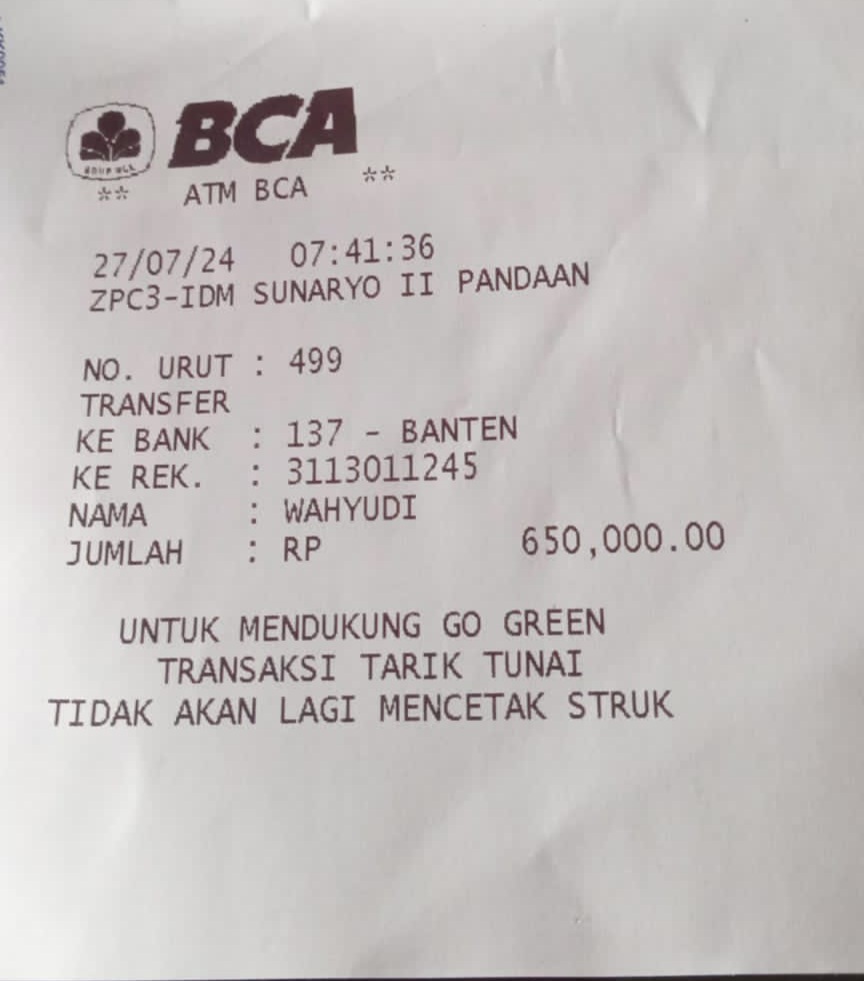 BCA
** ATM BCA **
27/07/24 07:41:36
ZPC3-IDM SUNARYO II PANDAAN
NO. URUT : 499
TRANSFER
KE BANK : 137 - BANTEN
KE REK. : 3113011245
NAMA : WAHYUDI
JUMLAH : RP 650,000.00
UNTUK MENDUKUNG GO GREEN
TRANSAKSI TARIK TUNAI
TIDAK AKAN LAGI MENCETAK STRUK